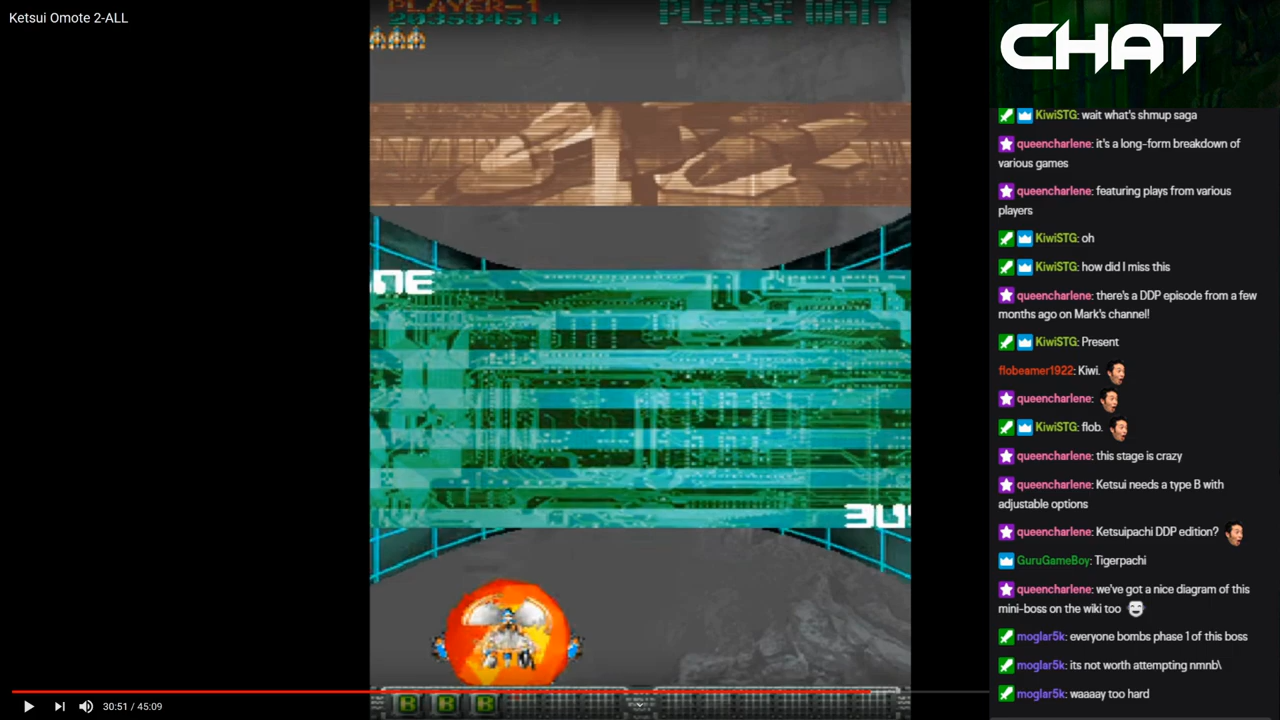 Ketsui Omote 2-ALL
PLAYER-1
203584514
PLEASE WAIT
CHAT
KiwiSTG: wait what's shmup saga
queencharlene: it's a long-form breakdown of
various games
queencharlene: featuring plays from various
players
KiwiSTG: oh
KiwiSTG: how did I miss this
queencharlene: there's a DDP episode from a few
months ago on Mark's channel!
KiwiSTG: Present
flobeamer1922: Kiwi.
queencharlene:
KiwiSTG: flob.
queencharlene: this stage is crazy
queencharlene: Ketsui needs a type B with
adjustable options
queencharlene: Ketsuipachi DDP edition?
GuruGameBoy: Tigerpachi
queencharlene: we've got a nice diagram of this
mini-boss on the wiki too
moglar5k: everyone bombs phase 1 of this boss
moglar5k: its not worth attempting nmnb\
moglar5k: waaaay too hard
B B B
30:51 / 45:09